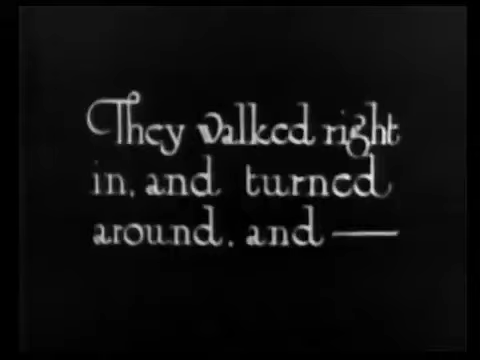 They walked right
in, and turned
around, and —